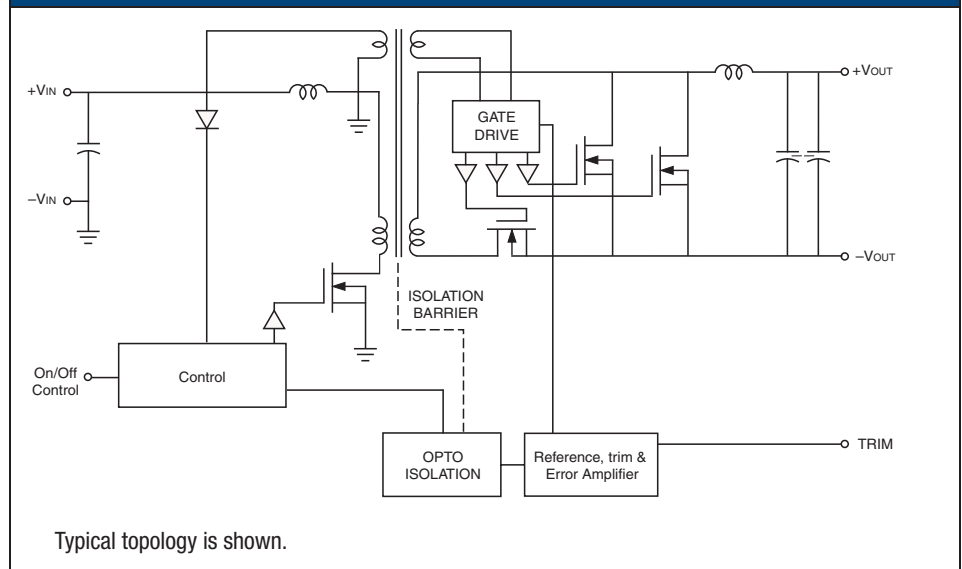 +VIN
−VIN
GATE
DRIVE
+VOUT
−VOUT
ISOLATION
BARRIER
On/Off
Control
Control
OPTO
ISOLATION
Reference, trim &
Error Amplifier
TRIM
Typical topology is shown.